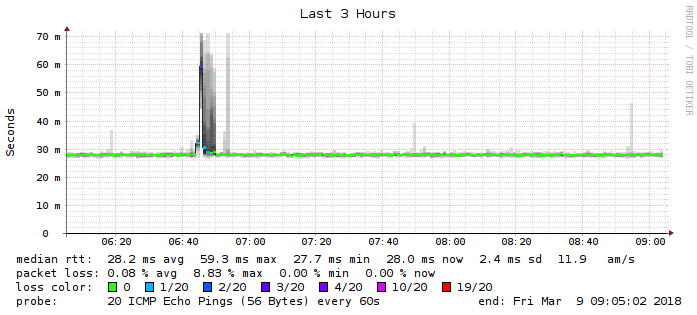 Last 3 Hours
RRDTOOL / TOBI OETIKER
Seconds
70 m
60 m
50 m
40 m
30 m
20 m
10 m
0
06:20 06:40 07:00 07:20 07:40 08:00 08:20 08:40 09:00
median rtt: 28.2 ms avg 59.3 ms max 27.7 ms min 28.0 ms now 2.4 ms sd 11.9 am/s
packet loss: 0.08 % avg 8.83 % max 0.00 % min 0.00 % now
loss color: 0 1/20 2/20 3/20 4/20 10/20 19/20
probe: 20 ICMP Echo Pings (56 Bytes) every 60s end: Fri Mar 9 09:05:02 2018